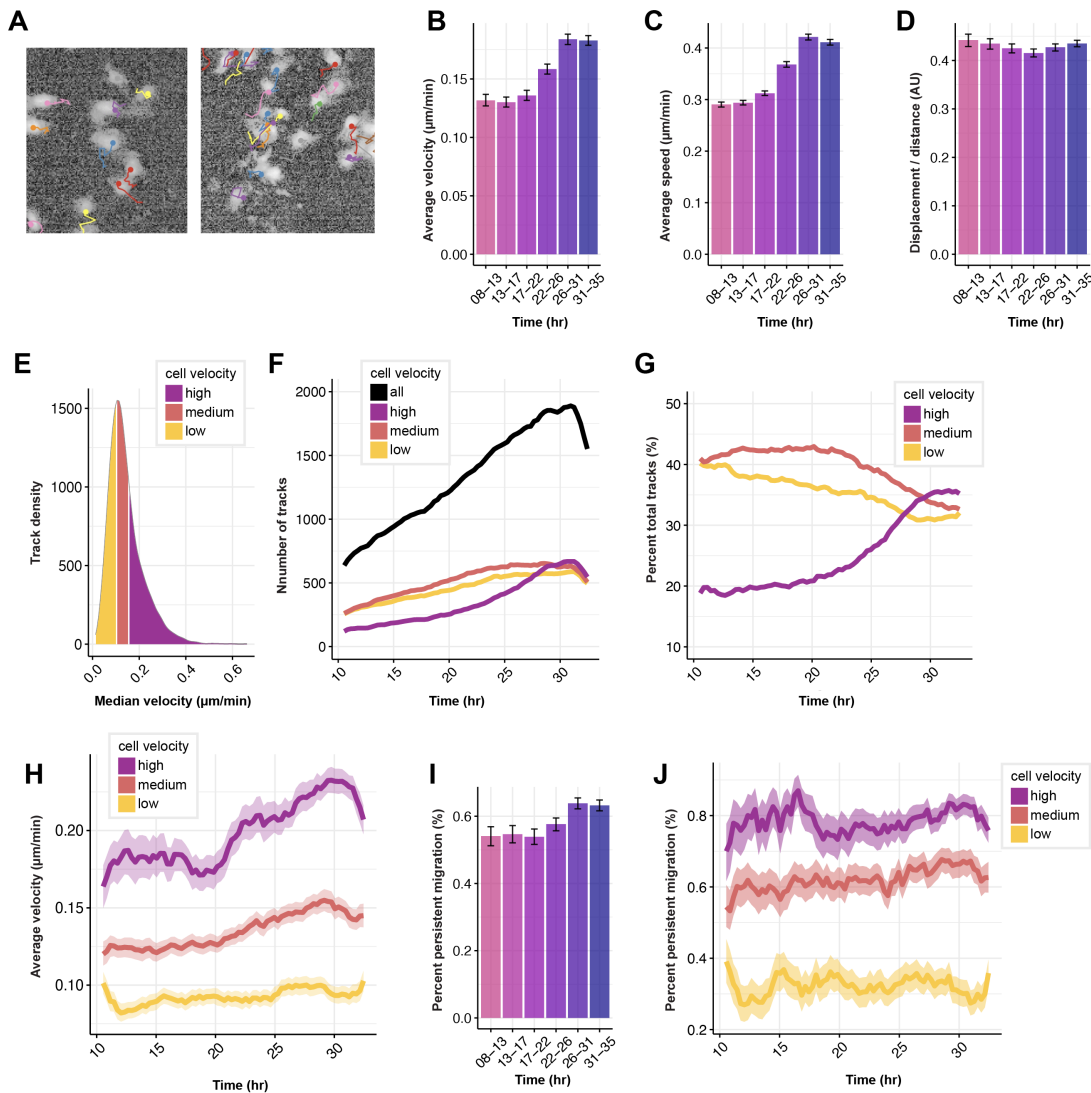 A
B
Average velocity (µm/min)
0.15
0.10
0.05
0.00
08−13
13−17
17−22
22−26
26−31
31−35
Time (hr)
C
Average speed (µm/min)
0.4
0.3
0.2
0.1
0.0
08−13
13−17
17−22
22−26
26−31
31−35
Time (hr)
D
Displacement / distance (AU)
0.4
0.3
0.2
0.1
0.0
08−13
13−17
17−22
22−26
26−31
31−35
Time (hr)
E
cell velocity
high
medium
low
Track density
1500
1000
500
0
0.0
0.2
0.4
0.6
Median velocity (µm/min)
F
cell velocity
all
high
medium
low
Nnumber of tracks
2000
1500
1000
500
0
10
15
20
25
30
Time (hr)
G
cell velocity
high
medium
low
Percent total tracks (%)
50
40
30
20
10
10
15
20
25
30
Time (hr)
H
cell velocity
high
medium
low
Average velocity (µm/min)
0.20
0.15
0.10
10
15
20
25
30
Time (hr)
I
Percent persistent migration (%)
0.6
0.4
0.2
0.0
08−13
13−17
17−22
22−26
26−31
31−35
Time (hr)
J
cell velocity
high
medium
low
Percent persistent migration (%)
0.8
0.6
0.4
0.2
10
15
20
25
30
Time (hr)